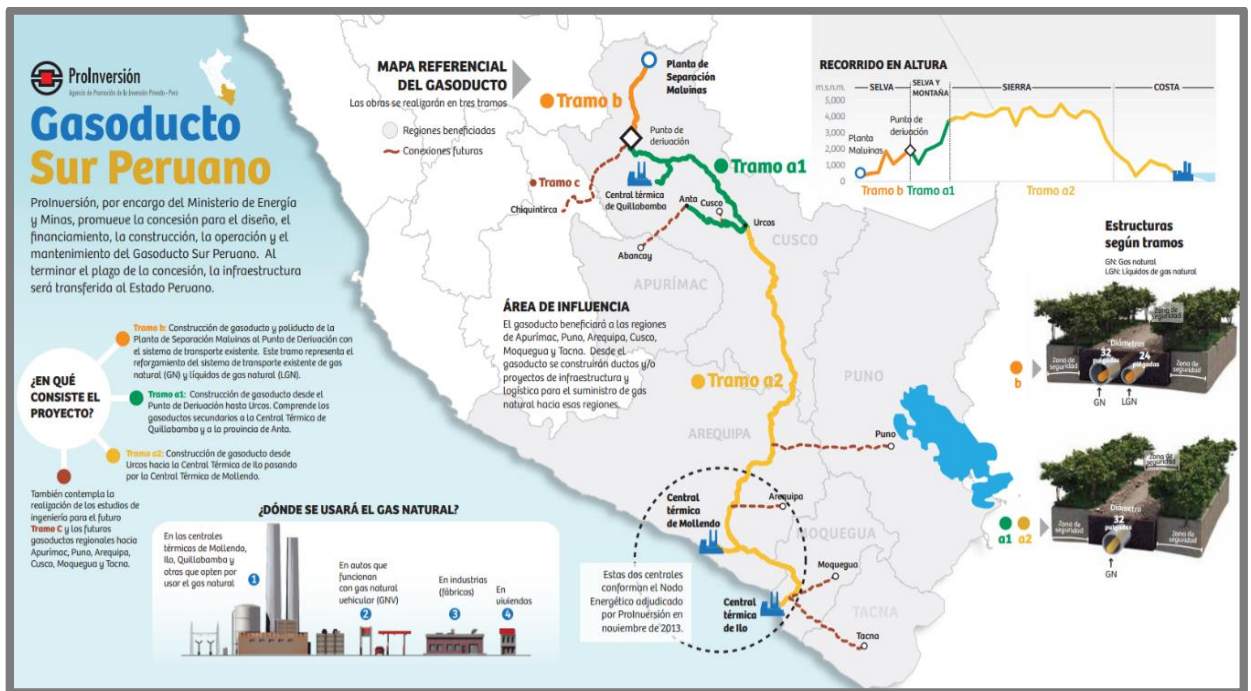 ProInversión
Agencia de Promoción de la Inversión Privada - Perú
Gasoducto
Sur Peruano
ProInversión, por encargo del Ministerio de Energía
y Minas, promueve la concesión para el diseño, el
financiamiento, la construcción, la operación y el
mantenimiento del Gasoducto Sur Peruano. Al
terminar el plazo de la concesión, la infraestructura
será transferida al Estado Peruano.
¿EN QUÉ
CONSISTE EL
PROYECTO?
Tramo b: Construcción de gasoducto y poliducto de la
Planta de Separación Malvinas al Punto de Derivación con
el sistema de transporte existente. Este tramo representa el
reforzamiento del sistema de transporte existente de gas
natural (GN) y líquidos de gas natural (LGN).
Tramo a1: Construcción de gasoducto desde el
Punto de Derivación hasta Urcos. Comprende los
gasoductos secundarios a la Central Térmica de
Quillabamba y a la provincia de Anta.
Tramo a2: Construcción de gasoducto desde
Urcos hacia la Central Térmica de Ilo pasando
por la Central Térmica de Mollendo.
También contempla la
realización de los estudios de
ingeniería para el futuro
Tramo C y los futuros
gasoductos regionales hacia
Apurímac, Puno, Arequipa,
Cusco, Moquegua y Tacna.
¿DÓNDE SE USARÁ EL GAS NATURAL?
En las centrales
térmicas de Mollendo,
Ilo, Quillabamba y
otras que opten por
usar el gas natural
1
En autos que
funcionan
con gas natural
vehicular (GNV)
2
En industrias
(fábricas)
3
En
viviendas
4
MAPA REFERENCIAL
DEL GASODUCTO
Las obras se realizarán en tres tramos
Regiones beneficiadas
Conexiones futuras
Planta de
Separación
Malvinas
Tramo b
Punto de
derivación
Tramo a1
Tramo c
Chiquintirca
Central térmica
de Quillabamba
Anta
Cusco
Urcos
CUSCO
Abancay
APURÍMAC
ÁREA DE INFLUENCIA
El gasoducto beneficiará a las regiones
de Apurímac, Puno, Arequipa, Cusco,
Moquegua y Tacna. Desde el
gasoducto se construirán ductos y/o
proyectos de infraestructura y
logística para el suministro de gas
natural hacia esas regiones.
Tramo a2
PUNO
AREQUIPA
Puno
Central
térmica
de Mollendo
Arequipa
MOQUEGUA
Moquegua
Estas dos centrales
conforman el Nodo
Energético adjudicado
por ProInversión en
noviembre de 2013.
Central
térmica
de Ilo
TACNA
Tacna
RECORRIDO EN ALTURA
m.s.n.m.
SELVA
SELVA Y
MONTAÑA
SIERRA
COSTA
5,000
4,000
3,000
2,000
1,000
0
Planta
Malvinas
Punto de
derivación
Tramo b
Tramo a1
Tramo a2
Estructuras
según tramos
GN: Gas natural
LGN: Líquidos de gas natural
Zona de
seguridad
Diámetros
32
pulgadas
24
pulgadas
Zona de
seguridad
Zona de
seguridad
b
GN
LGN
Zona de
seguridad
Diámetro
32
pulgadas
Zona de
seguridad
Zona de
seguridad
a1
a2
GN